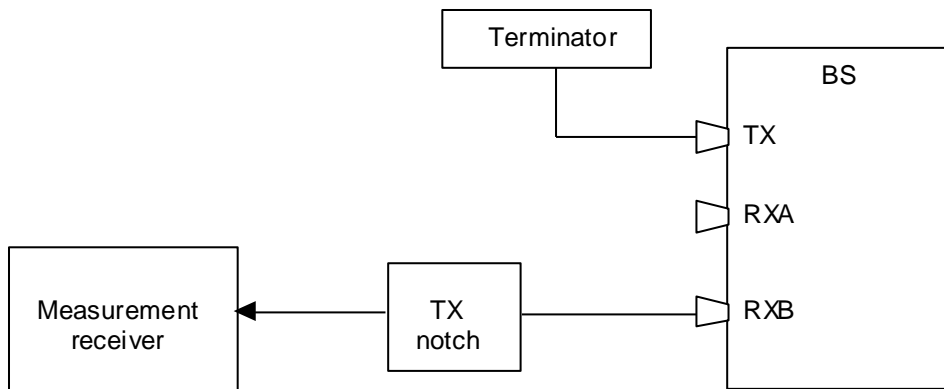 Terminator
BS
TX
RXA
Measurement
receiver
TX
notch
RXB